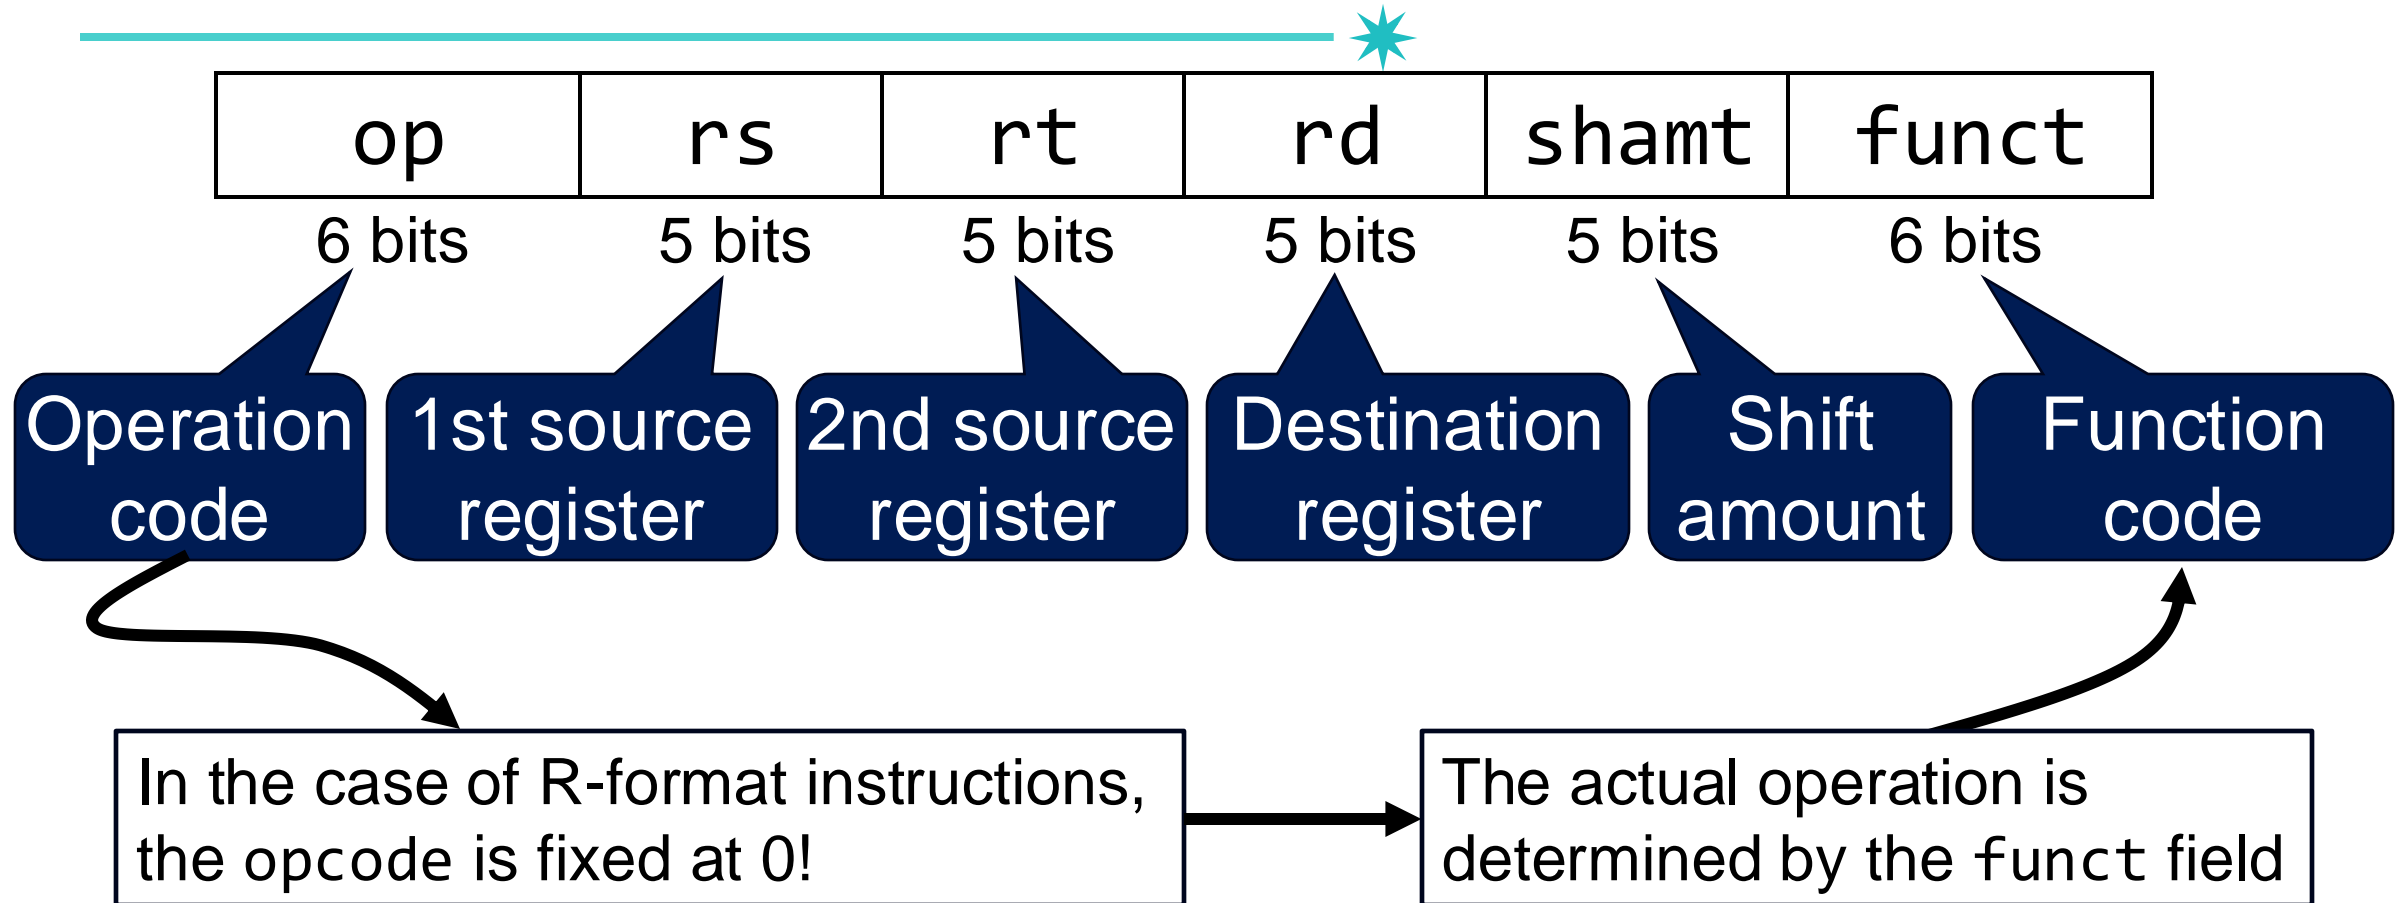 op rs rt rd shamt funct
6 bits 5 bits 5 bits 5 bits 5 bits 6 bits
Operation
code
1st source
register
2nd source
register
Destination
register
Shift
amount
Function
code
In the case of R-format instructions,
the opcode is fixed at 0!
The actual operation is
determined by the funct field